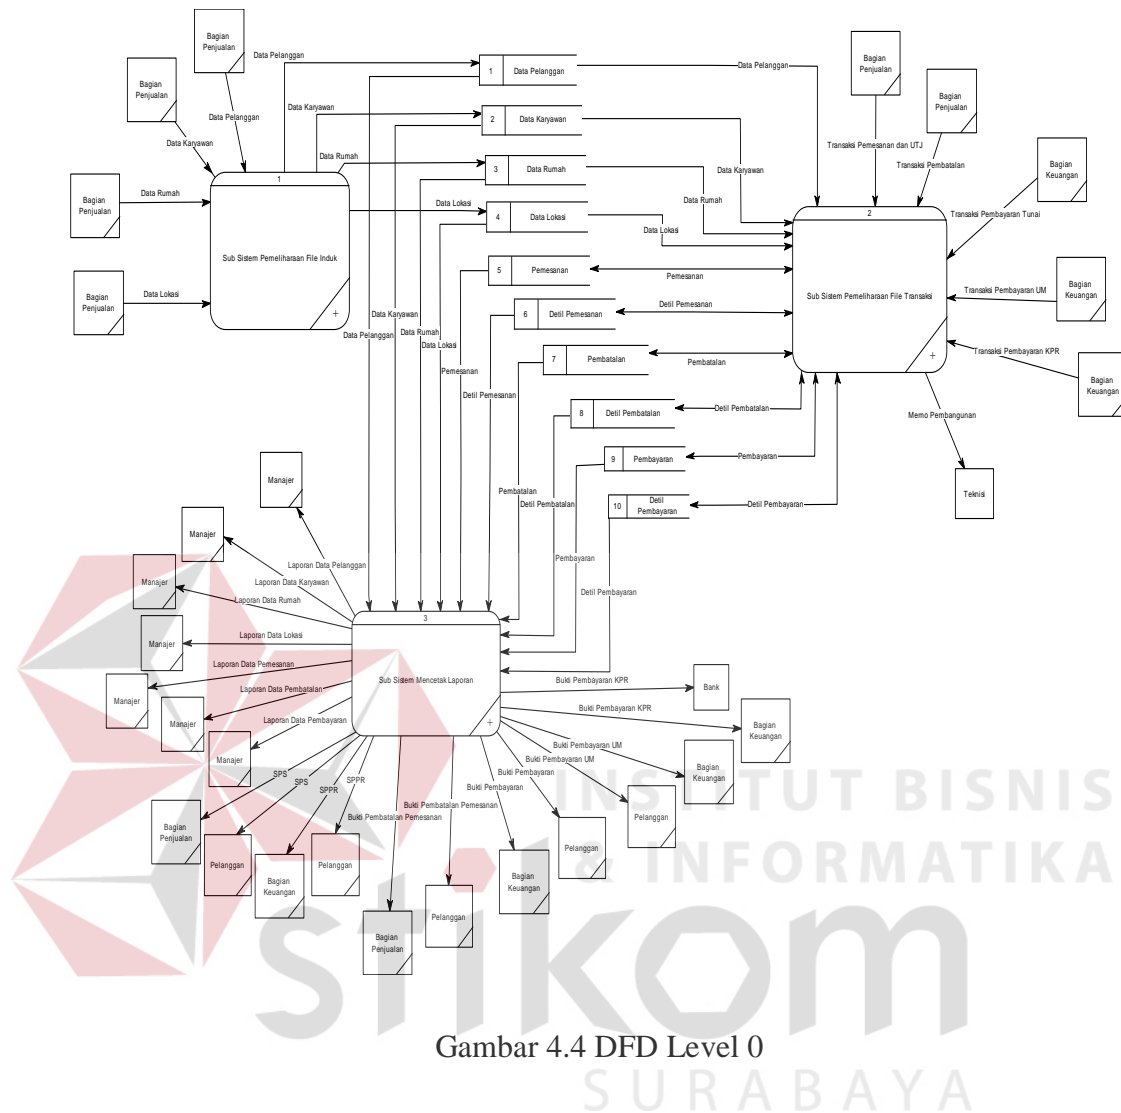 Bagian
Penjualan
Data Pelanggan
Bagian
Penjualan
Data Karyawan
Bagian
Penjualan
Data Rumah
Bagian
Penjualan
Data Lokasi
1
Sub Sistem Pemeliharaan File Induk
+
Data Pelanggan
Data Karyawan
Data Rumah
Data Lokasi
1
Data Pelanggan
2
Data Karyawan
3
Data Rumah
4
Data Lokasi
5
Pemesanan
6
Detil Pemesanan
7
Pembatalan
8
Detil Pembatalan
9
Pembayaran
10
Detil
Pembayaran
Data Pelanggan
Data Karyawan
Data Rumah
Data Lokasi
Pemesanan
Detil Pemesanan
Pembatalan
Detil Pembatalan
Pembayaran
Detil Pembayaran
Bagian
Penjualan
Transaksi Pemesanan dan UTJ
Bagian
Penjualan
Transaksi Pembatalan
Bagian
Keuangan
Transaksi Pembayaran Tunai
Bagian
Keuangan
Transaksi Pembayaran UM
Bagian
Keuangan
Transaksi Pembayaran KPR
2
Sub Sistem Pemeliharaan File Transaksi
+
Memo Pembangunan
Teknisi
Data Pelanggan
Data Karyawan
Data Rumah
Data Lokasi
Pemesanan
Detil Pemesanan
Pembatalan
Detil Pembatalan
Pembayaran
Detil Pembayaran
3
Sub Sistem Mencetak Laporan
+
Manajer
Laporan Data Pelanggan
Manajer
Laporan Data Karyawan
Manajer
Laporan Data Rumah
Manajer
Laporan Data Lokasi
Manajer
Laporan Data Pemesanan
Manajer
Laporan Data Pembatalan
Manajer
Laporan Data Pembayaran
SPS
Bagian
Penjualan
SPS
Pelanggan
SPPR
Bagian
Keuangan
SPPR
Pelanggan
Bukti Pembatalan Pemesanan
Bagian
Penjualan
Bukti Pembatalan Pemesanan
Pelanggan
Bukti Pembayaran
Bagian
Keuangan
Bukti Pembayaran
Pelanggan
Bukti Pembayaran UM
Pelanggan
Bukti Pembayaran UM
Bagian
Keuangan
Bukti Pembayaran KPR
Bagian
Keuangan
Bukti Pembayaran KPR
Bank
INSTITUT BISNIS
& INFORMATIKA
stikom
SURABAYA
Gambar 4.4 DFD Level 0